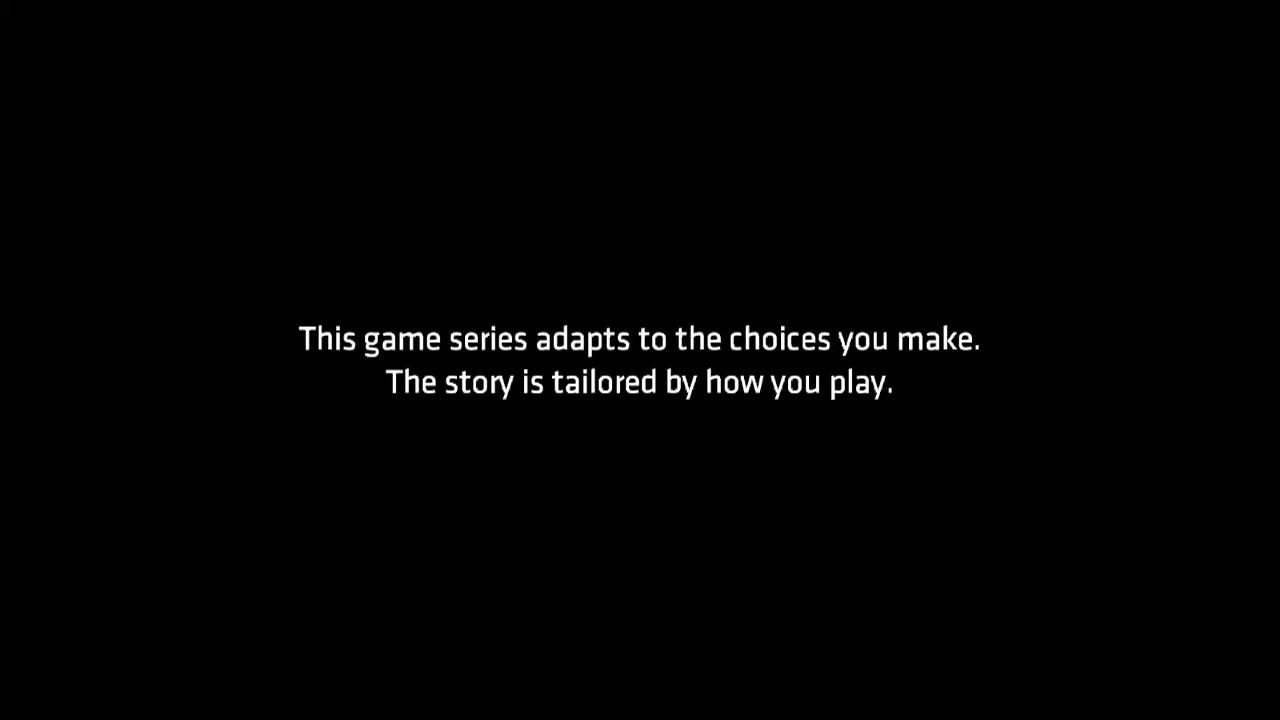 This game series adapts to the choices you make.
The story is tailored by how you play.